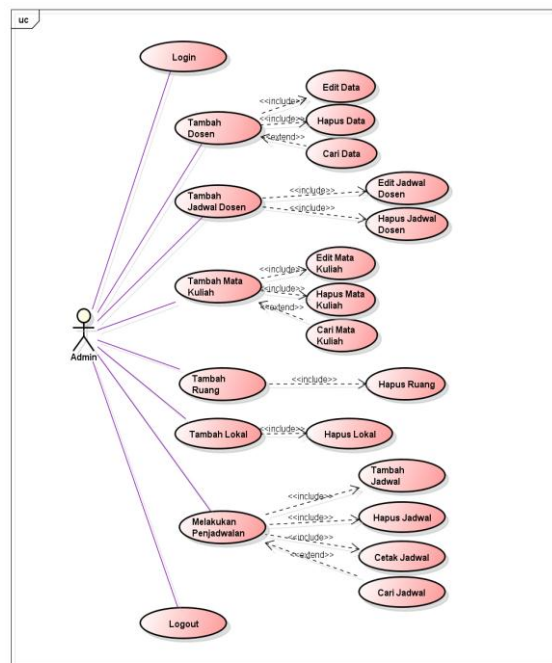 uc
Login
Edit Data
<<include>>
Tambah
Dosen
<<include>>
Hapus Data
<<extend>>
Cari Data
Tambah
Jadwal Dosen
<<include>>
Edit Jadwal
Dosen
<<include>>
Hapus Jadwal
Dosen
Edit Mata
Kuliah
<<include>>
Tambah Mata
Kuliah
<<include>>
Hapus Mata
Kuliah
<<extend>>
Cari Mata
Kuliah
Admin
Tambah
Ruang
<<include>>
Hapus Ruang
Tambah Lokal
<<include>>
Hapus Lokal
Tambah
Jadwal
<<include>>
Melakukan
Penjadwalan
<<include>>
Hapus Jadwal
<<include>>
Cetak Jadwal
<<extend>>
Cari Jadwal
Logout